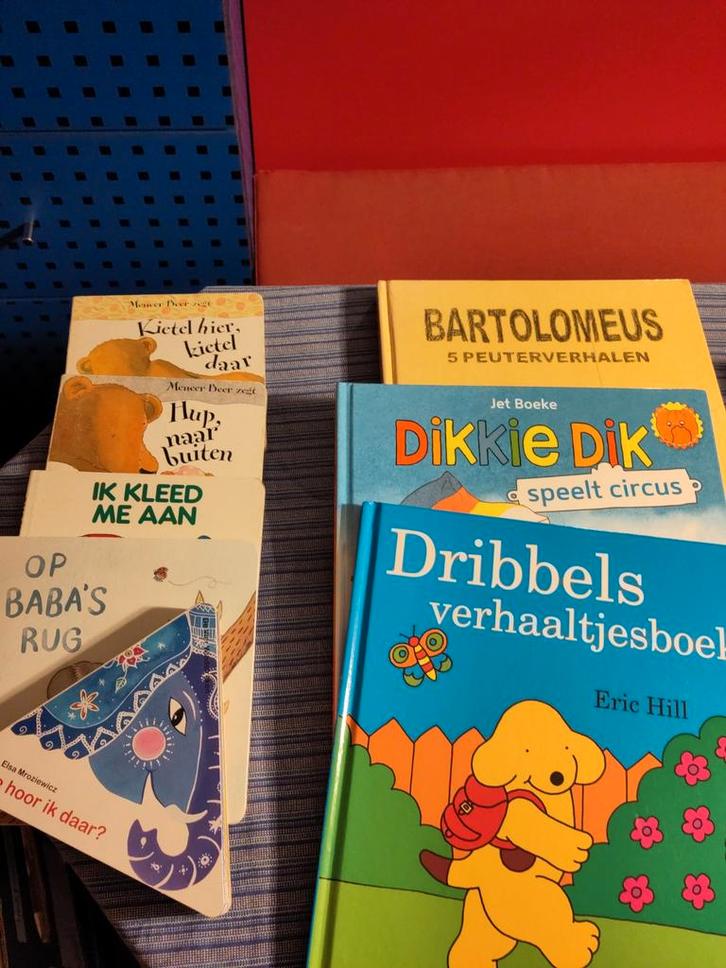 Meneer Beer zegt
Kietel hier,
kietel
daar
Meneer Beer zegt
Hup,
naar
buiten
IK KLEED
ME AAN
OP
BABA'S
RUG
Elsa Mroziewicz
hoor ik daar?
BARTOLOMEUS
5 PEUTERVERHALEN
Jet Boeke
DiKKiE DiK
speelt circus
Dribbels
verhaaltjesboek
Eric Hill